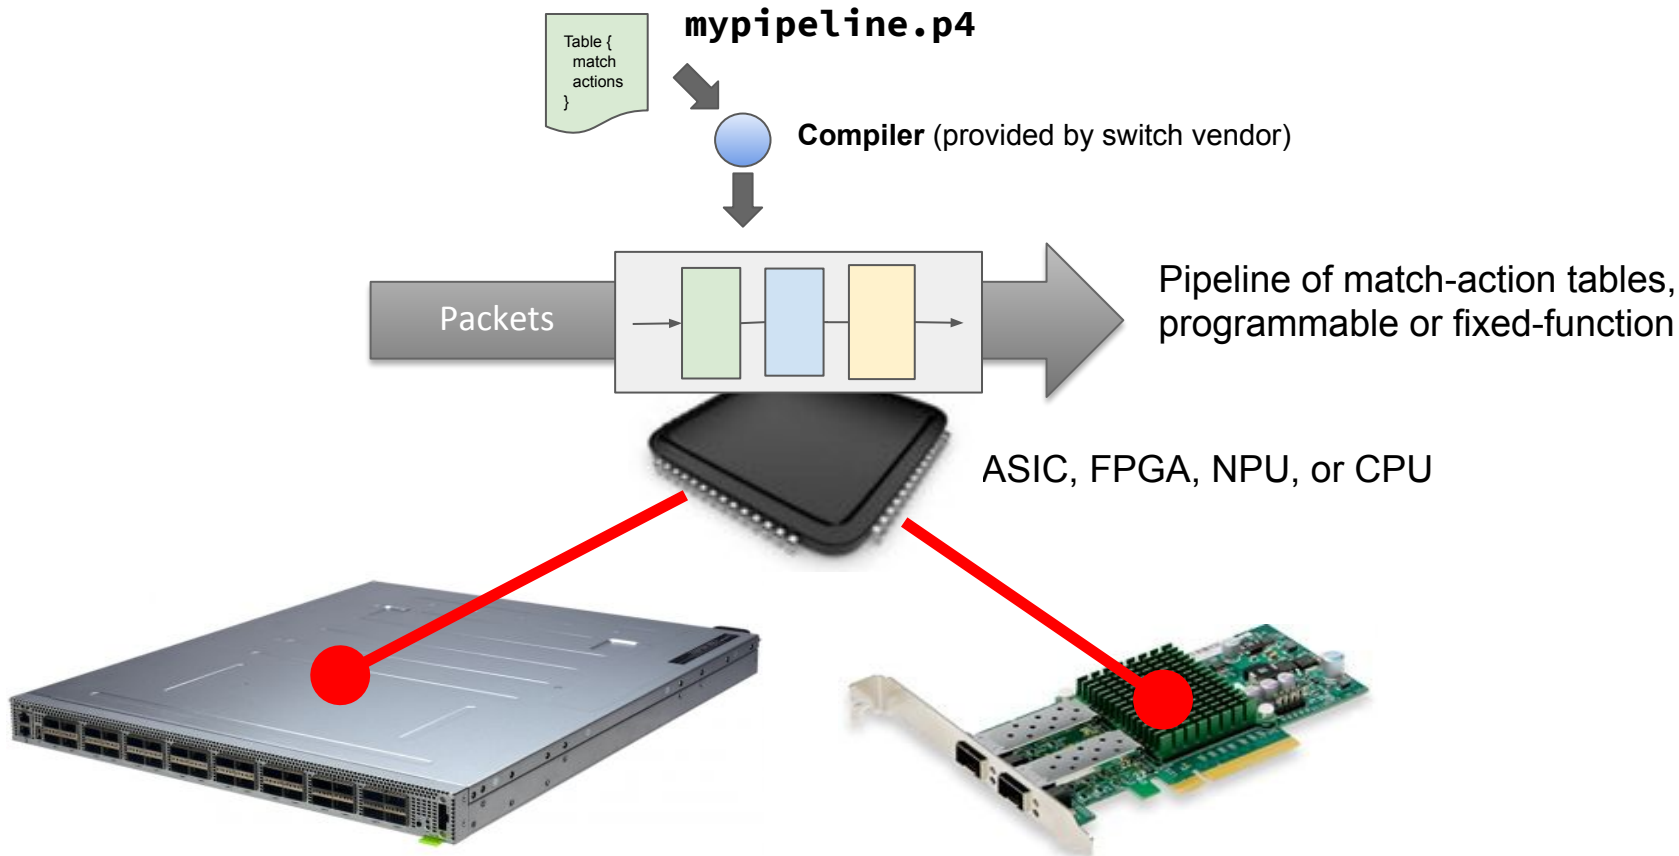 mypipeline.p4
Table {
match
actions
}
Compiler (provided by switch vendor)
Packets
Pipeline of match-action tables,
programmable or fixed-function
ASIC, FPGA, NPU, or CPU